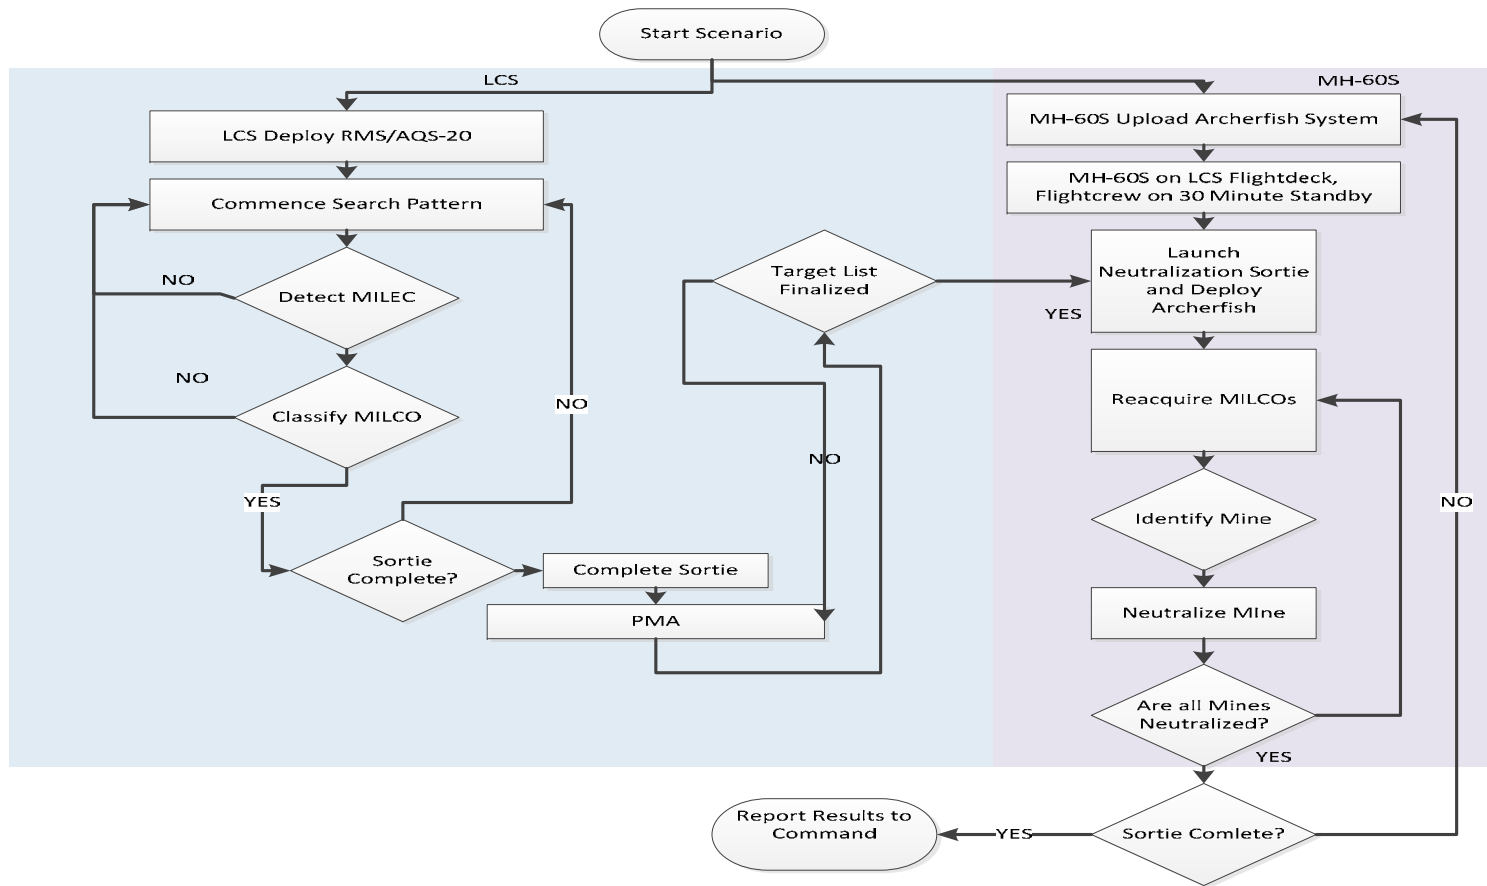 Start Scenario
LCS
MH-60S
LCS Deploy RMS/AQS-20
Commence Search Pattern
NO
Detect MILEC
NO
Classify MILCO
YES
NO
Sortie
Complete?
Complete Sortie
PMA
Target List
Finalized
NO
YES
MH-60S Upload Archerfish System
MH-60S on LCS Flightdeck,
Flightcrew on 30 Minute Standby
Launch
Neutralization Sortie
and Deploy
Archerfish
Reacquire MILCOs
Identify Mine
Neutralize MIne
Are all Mines
Neutralized?
YES
NO
Sortie Comlete?
YES
Report Results to
Command